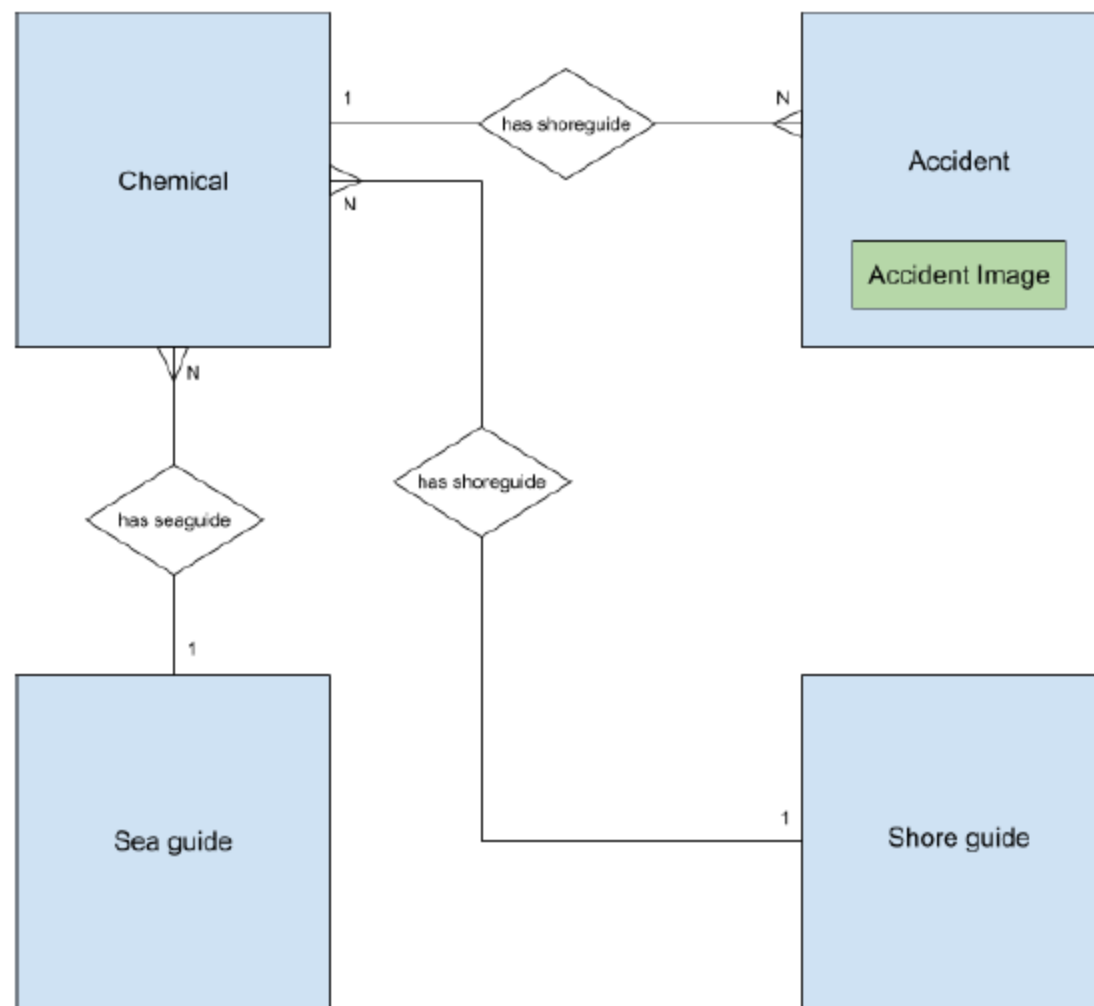 1
has shoreguide
N
Chemical
Accident
N
Accident Image
N
has shoreguide
has seaguide
1
1
Sea guide
Shore guide